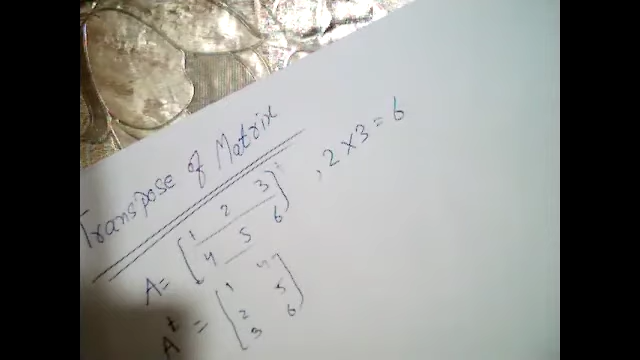 Transpose of Matrix
A = [1 2 3
4 5 6] , 2 x 3 = 6
A^t = [1 4
2 5
3 6]